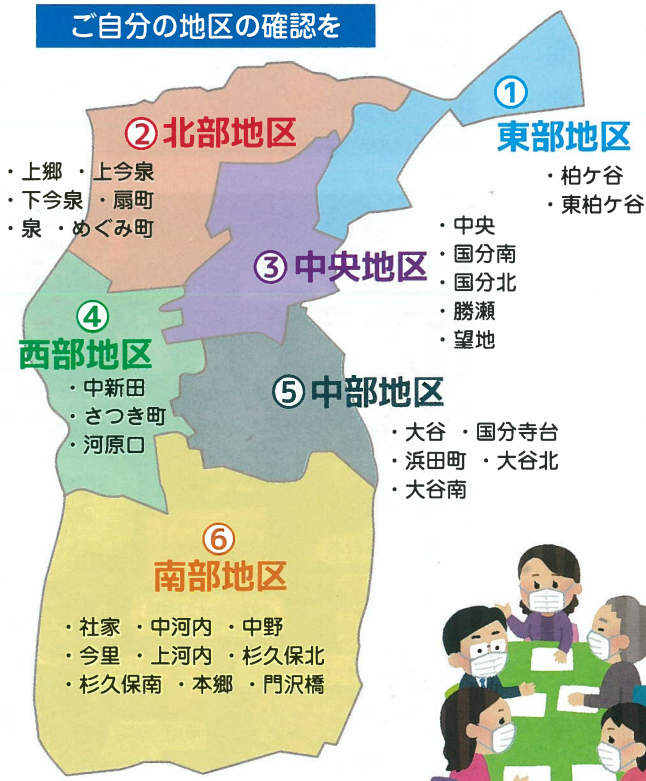 ご自分の地区の確認を
①
東部地区
・柏ケ谷
・東柏ケ谷
②北部地区
・上郷 ・上今泉
・下今泉 ・扇町
・泉 ・めぐみ町
③中央地区
・中央
・国分南
・国分北
・勝瀬
・望地
④
西部地区
・中新田
・さつき町
・河原口
⑤中部地区
・大谷 ・国分寺台
・浜田町 ・大谷北
・大谷南
⑥
南部地区
・社家 ・中河内 ・中野
・今里 ・上河内 ・杉久保北
・杉久保南 ・本郷 ・門沢橋